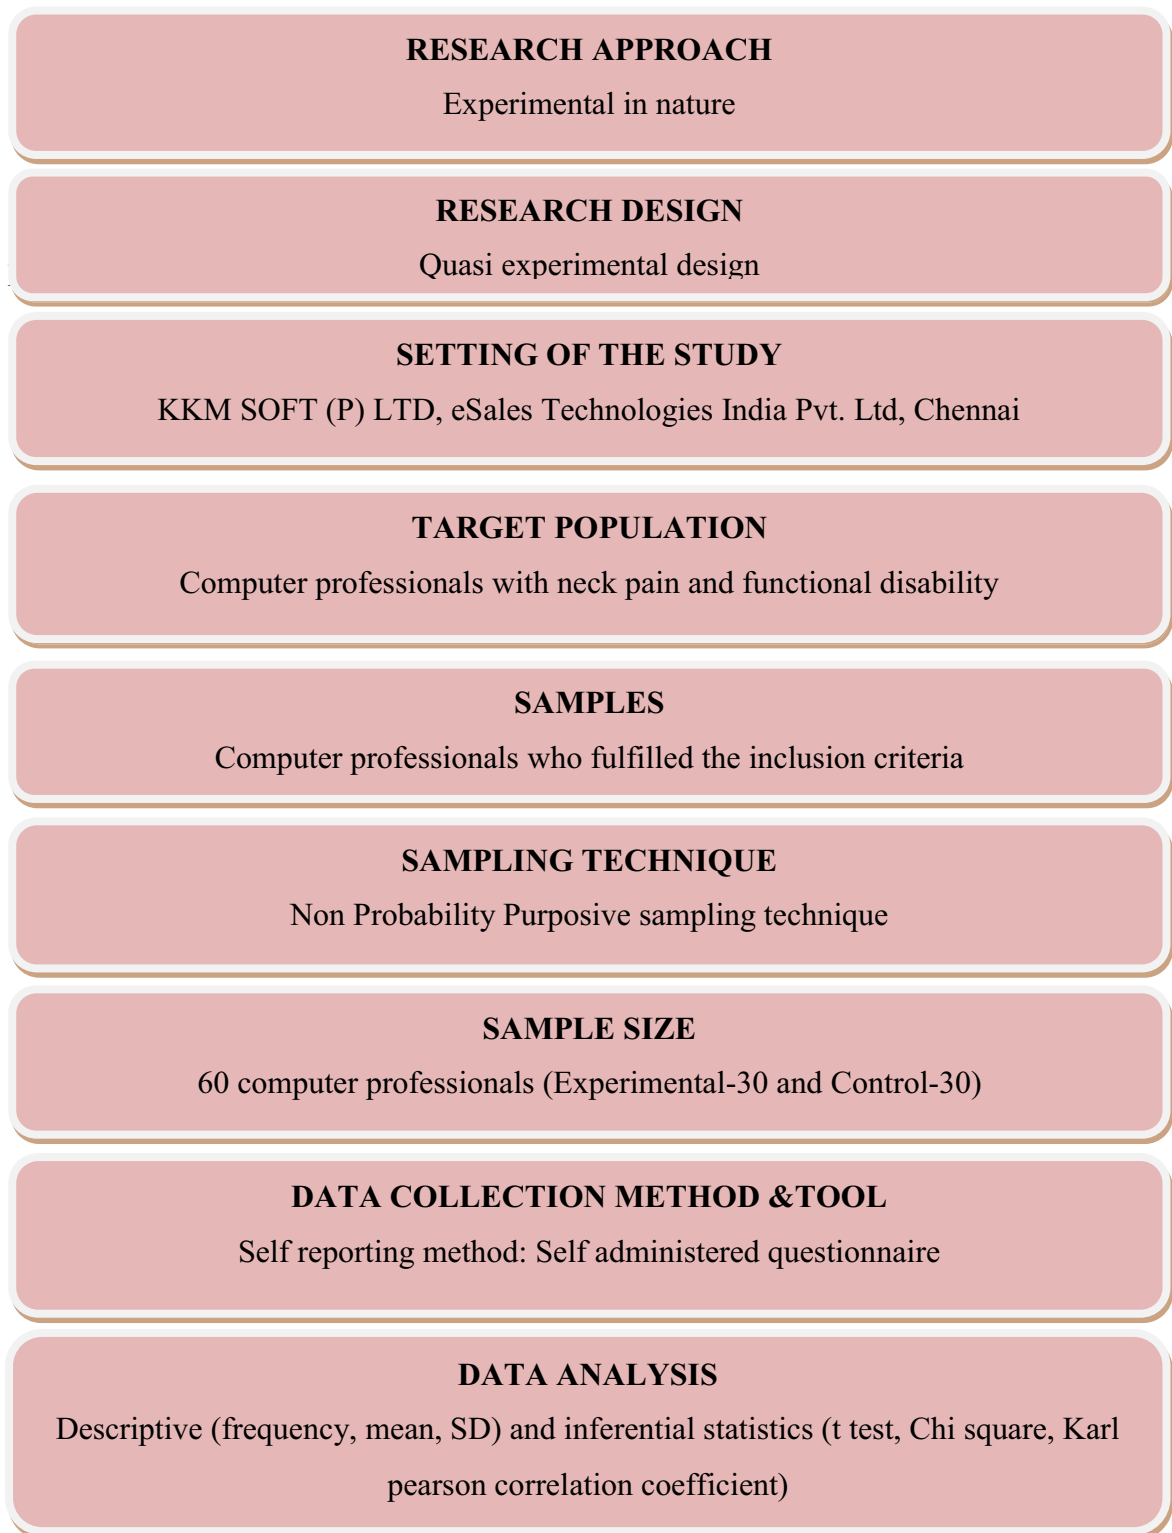 RESEARCH APPROACH
Experimental in nature
RESEARCH DESIGN
Quasi experimental design
SETTING OF THE STUDY
KKM SOFT (P) LTD, eSales Technologies India Pvt. Ltd, Chennai
TARGET POPULATION
Computer professionals with neck pain and functional disability
SAMPLES
Computer professionals who fulfilled the inclusion criteria
SAMPLING TECHNIQUE
Non Probability Purposive sampling technique
SAMPLE SIZE
60 computer professionals (Experimental-30 and Control-30)
DATA COLLECTION METHOD &TOOL
Self reporting method: Self administered questionnaire
DATA ANALYSIS
Descriptive (frequency, mean, SD) and inferential statistics (t test, Chi square, Karl
pearson correlation coefficient)